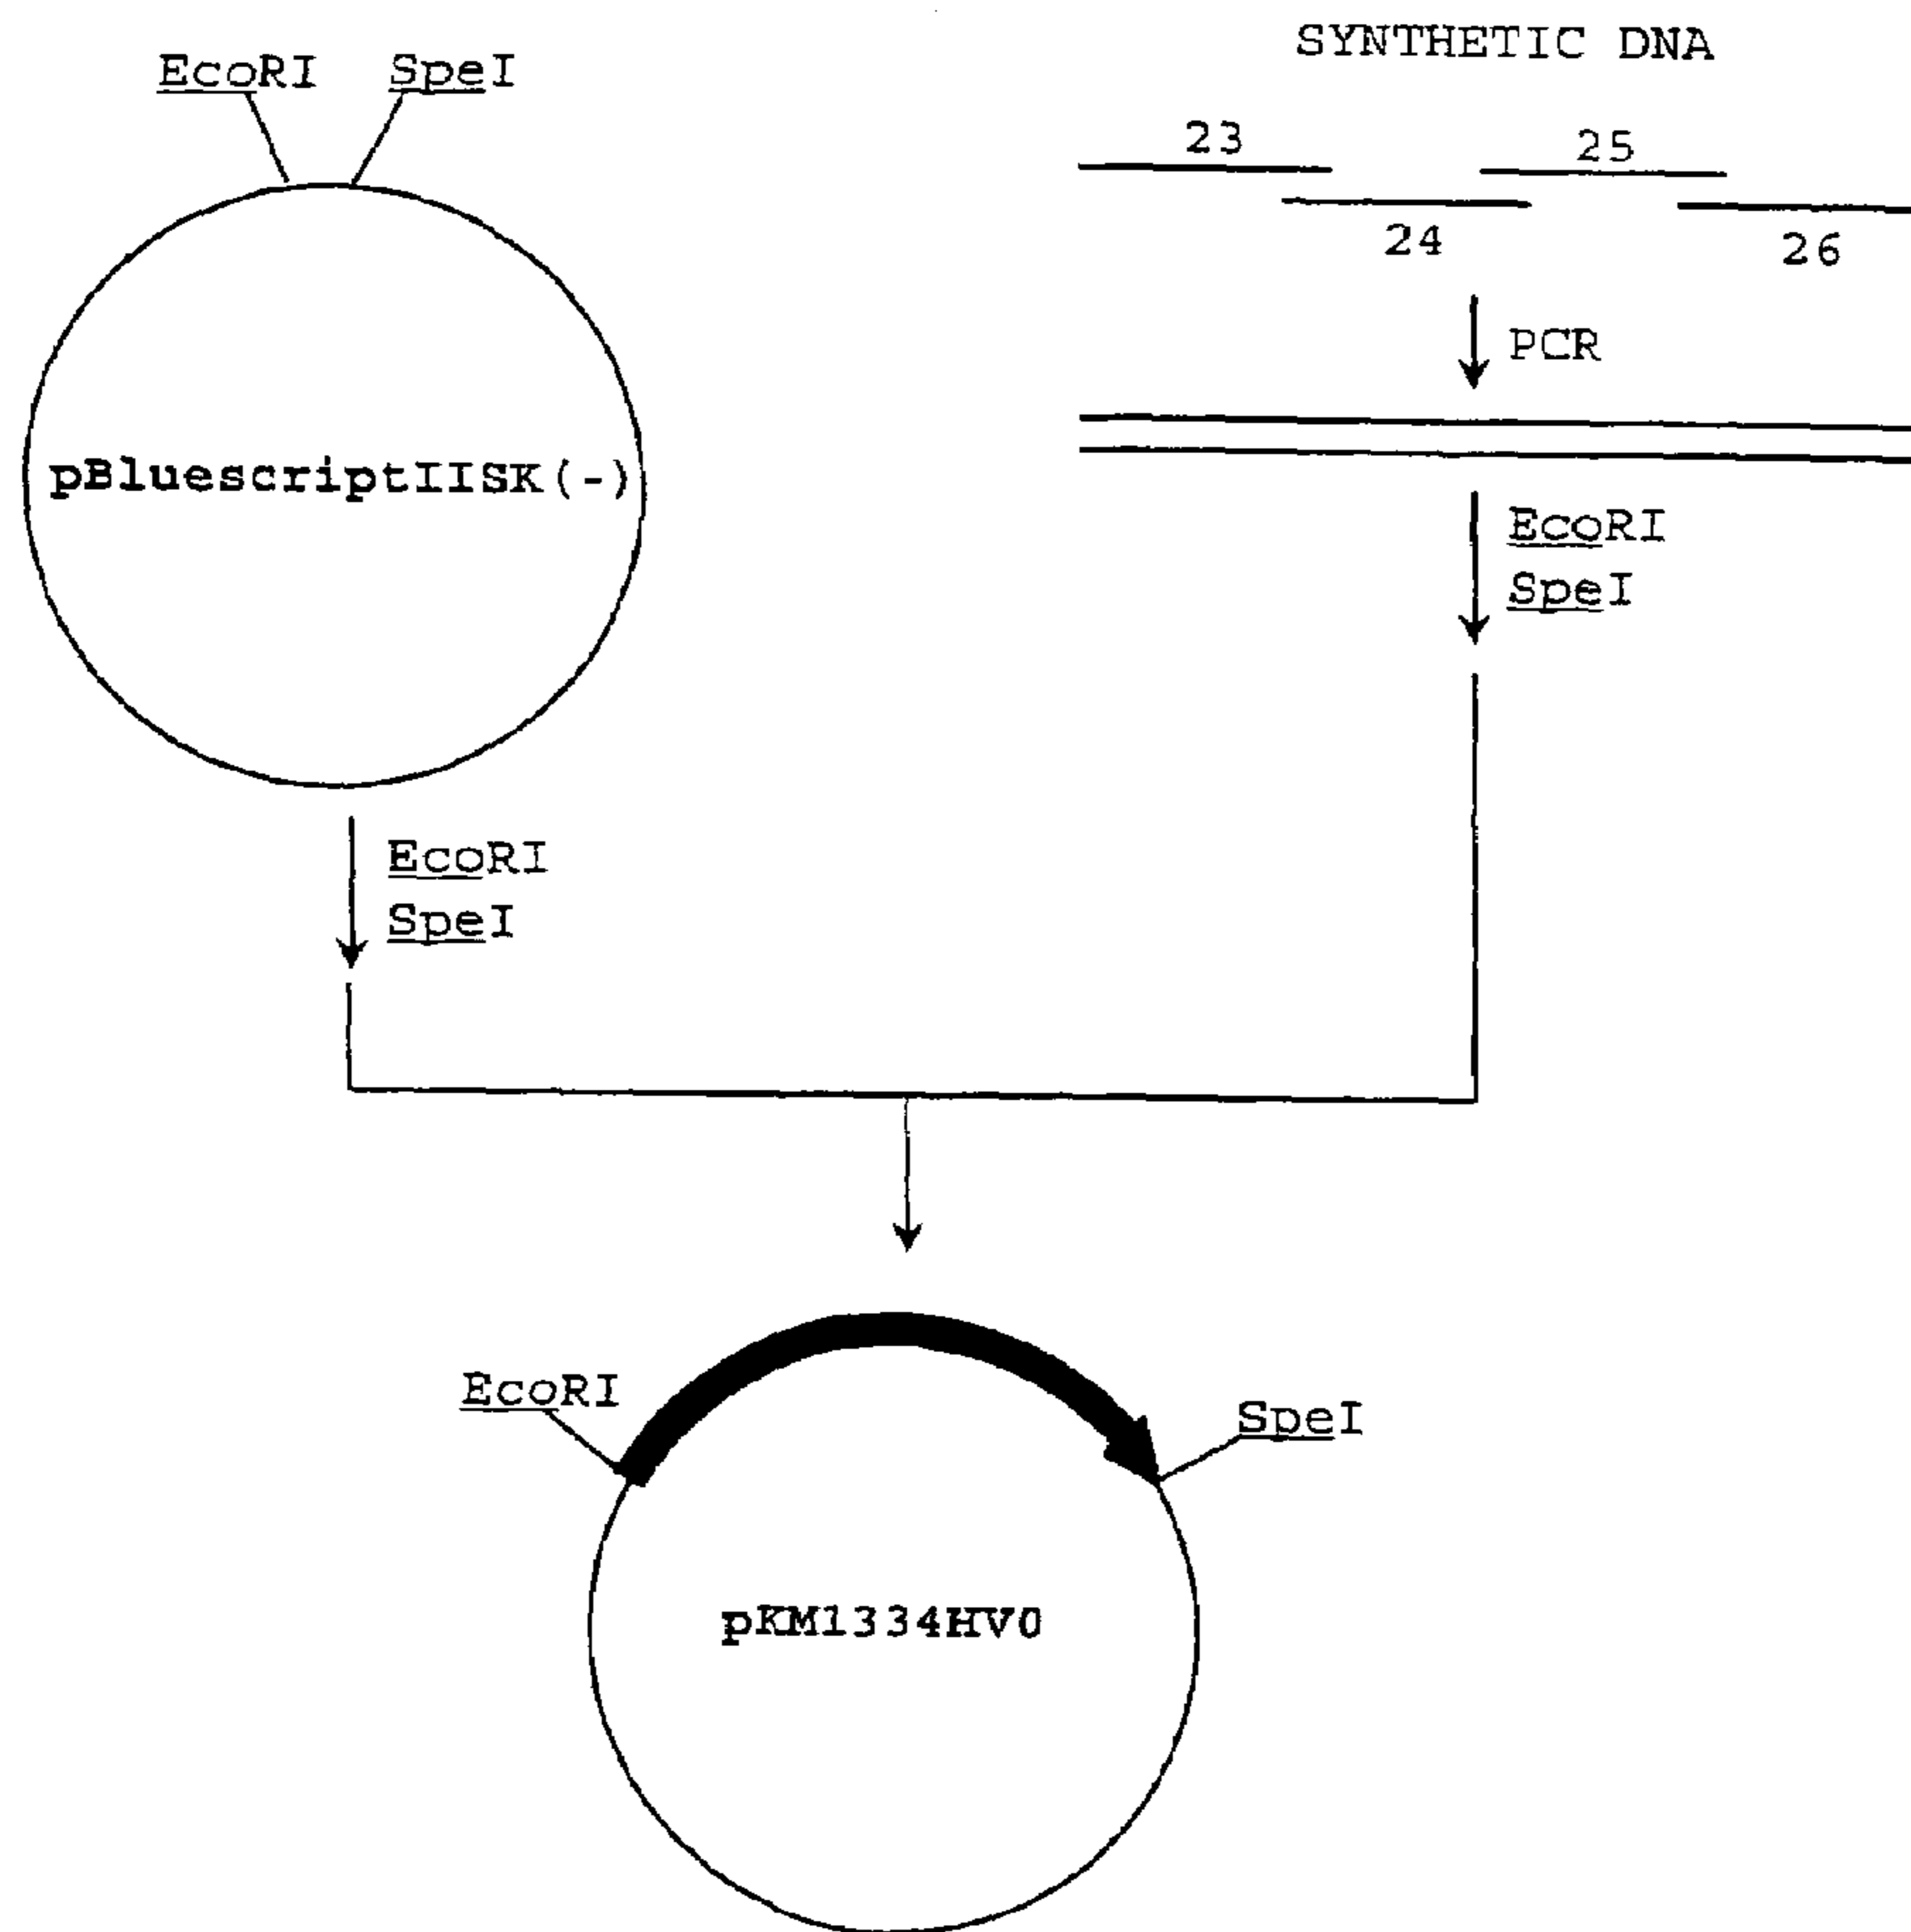 EcoRI SpeI
pBluescriptIISK(-)
EcoRI
SpeI
SYNTHETIC DNA
23
25
24
26
PCR
EcoRI
SpeI
EcoRI
SpeI
pKM1334HV0